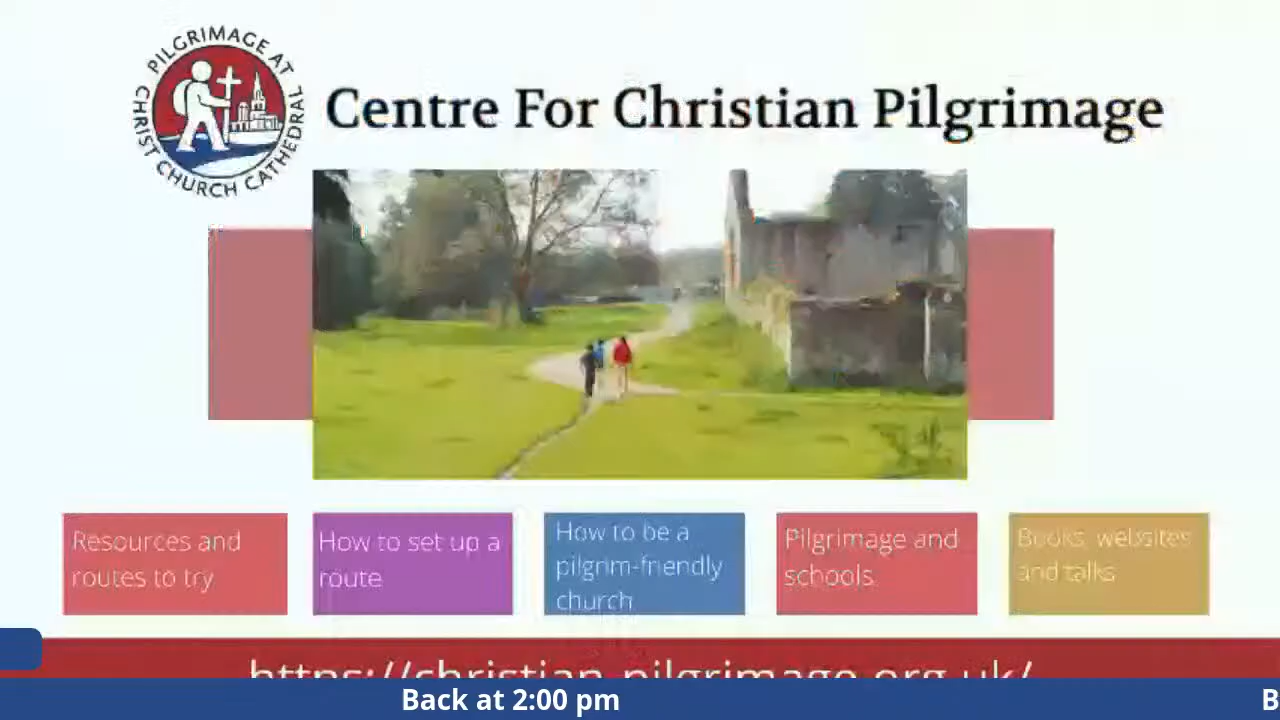 PILGRIMAGE AT
CHRIST CHURCH CATHEDRAL
Centre For Christian Pilgrimage
Resources and
routes to try
How to set up a
route
How to be a
pilgrim-friendly
church
Pilgrimage and
schools
Books, websites
and talks
https://christian-pilgrimage.org.uk/
Back at 2:00 pm
B